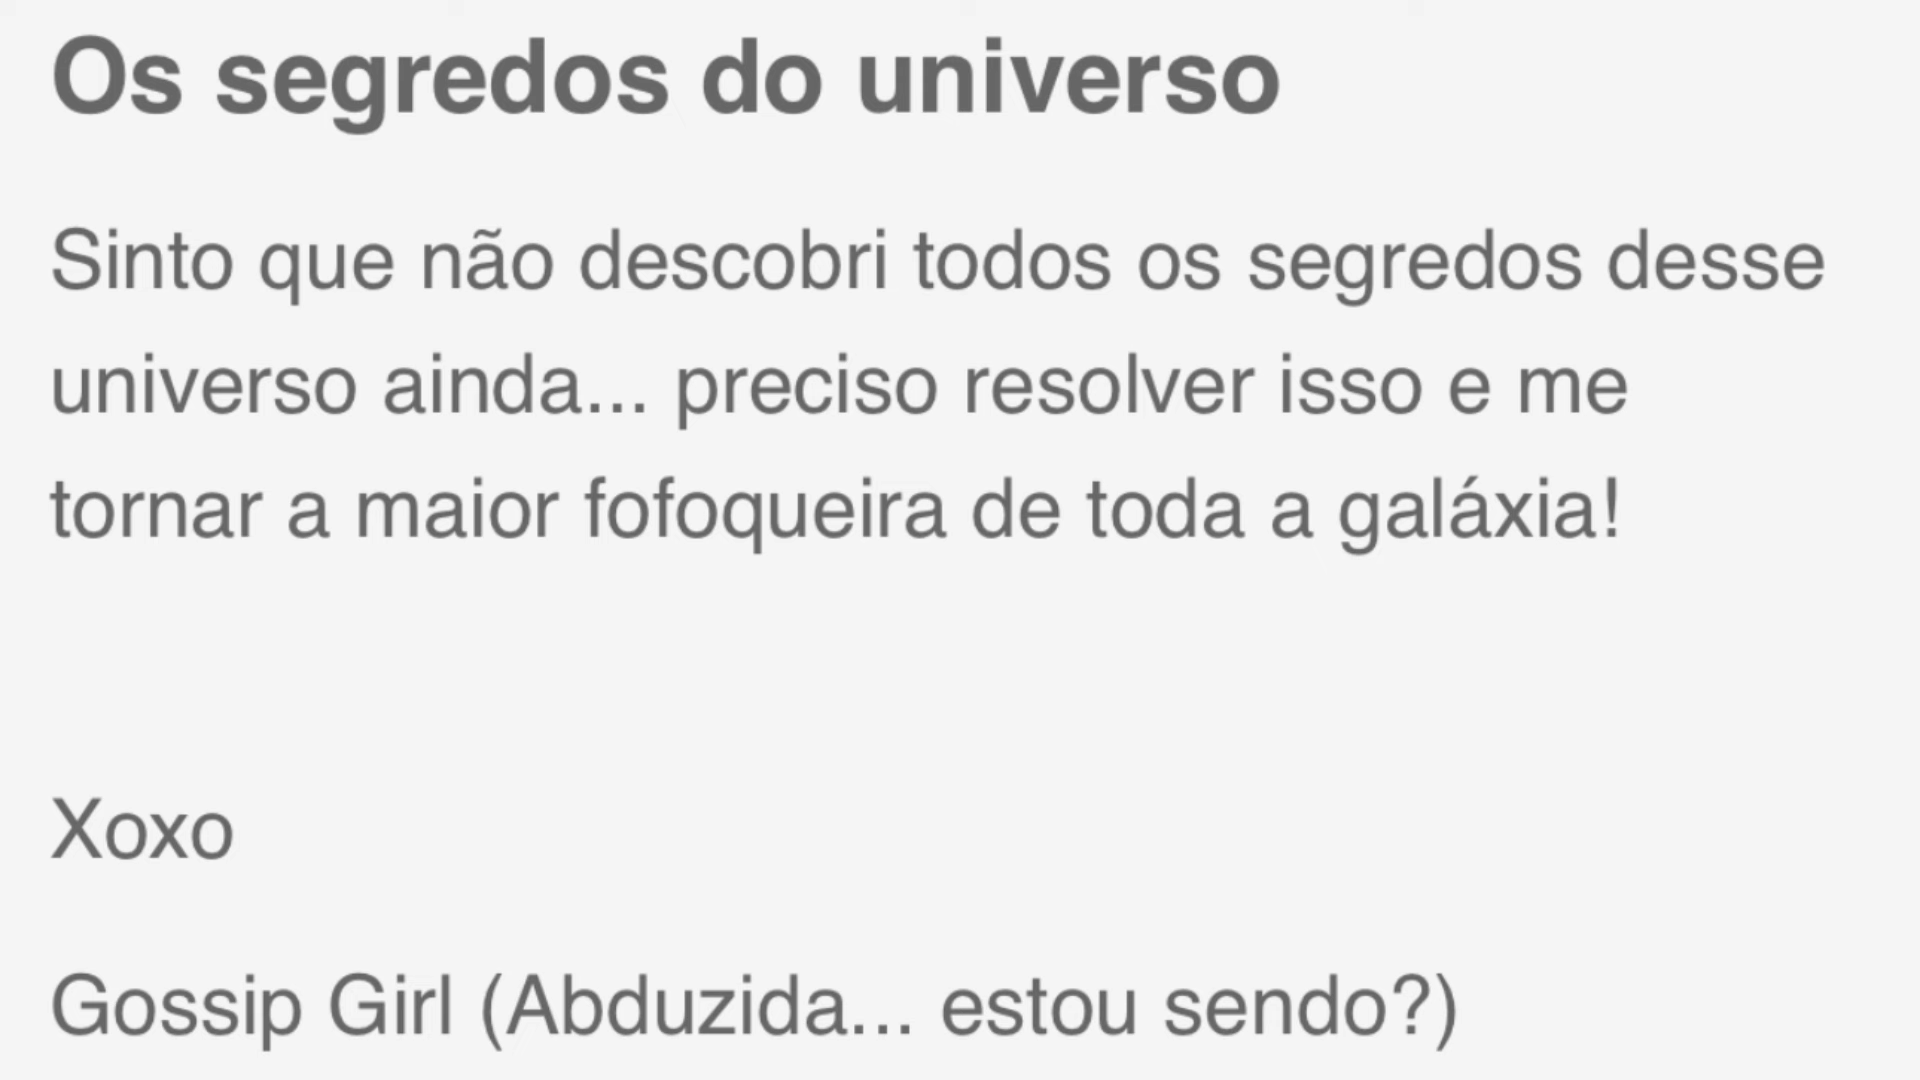 Os segredos do universo
Sinto que não descobri todos os segredos desse
universo ainda... preciso resolver isso e me
tornar a maior fofoqueira de toda a galáxia!
Xoxo
Gossip Girl (Abduzida... estou sendo?)